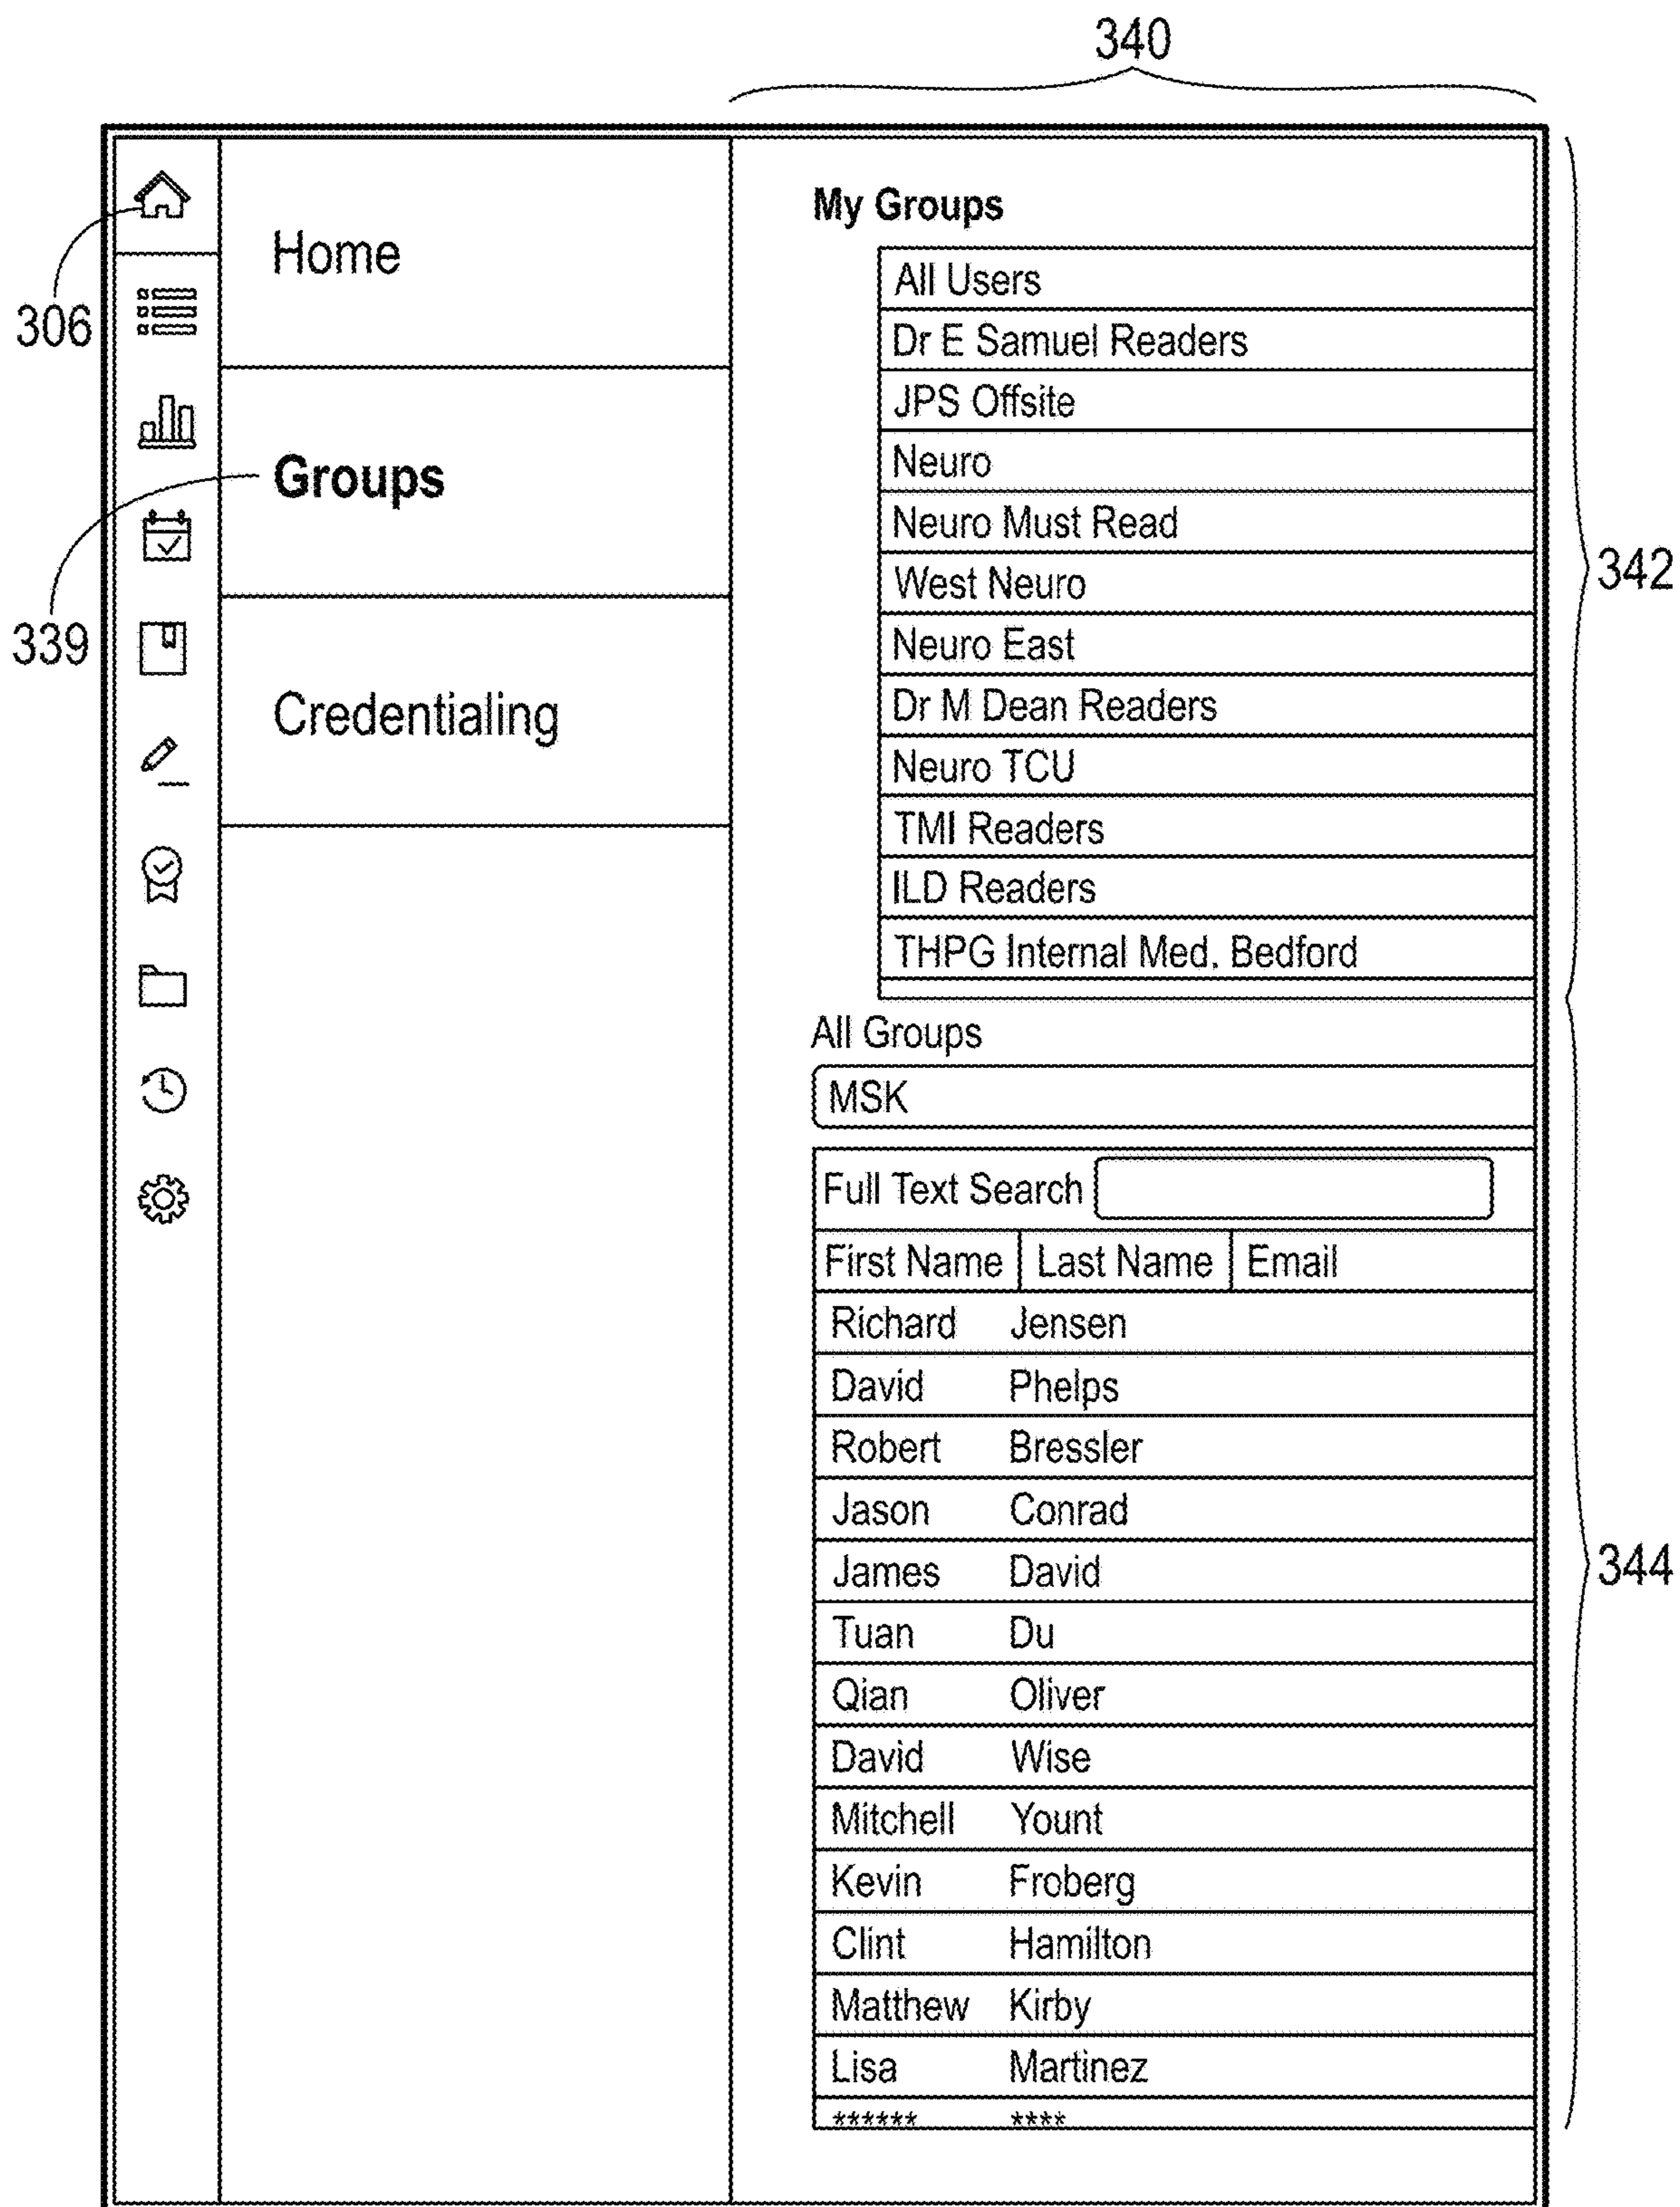 340
306
339
Home
Groups
Credentialing
My Groups
All Users
Dr E Samuel Readers
JPS Offsite
Neuro
Neuro Must Read
West Neuro
Neuro East
Dr M Dean Readers
Neuro TCU
TMI Readers
ILD Readers
THPG Internal Med. Bedford
342
All Groups
MSK
Full Text Search
First Name Last Name Email
Richard Jensen
David Phelps
Robert Bressler
Jason Conrad
James David
Tuan Du
Qian Oliver
David Wise
Mitchell Yount
Kevin Froberg
Clint Hamilton
Matthew Kirby
Lisa Martinez
****** ****
344